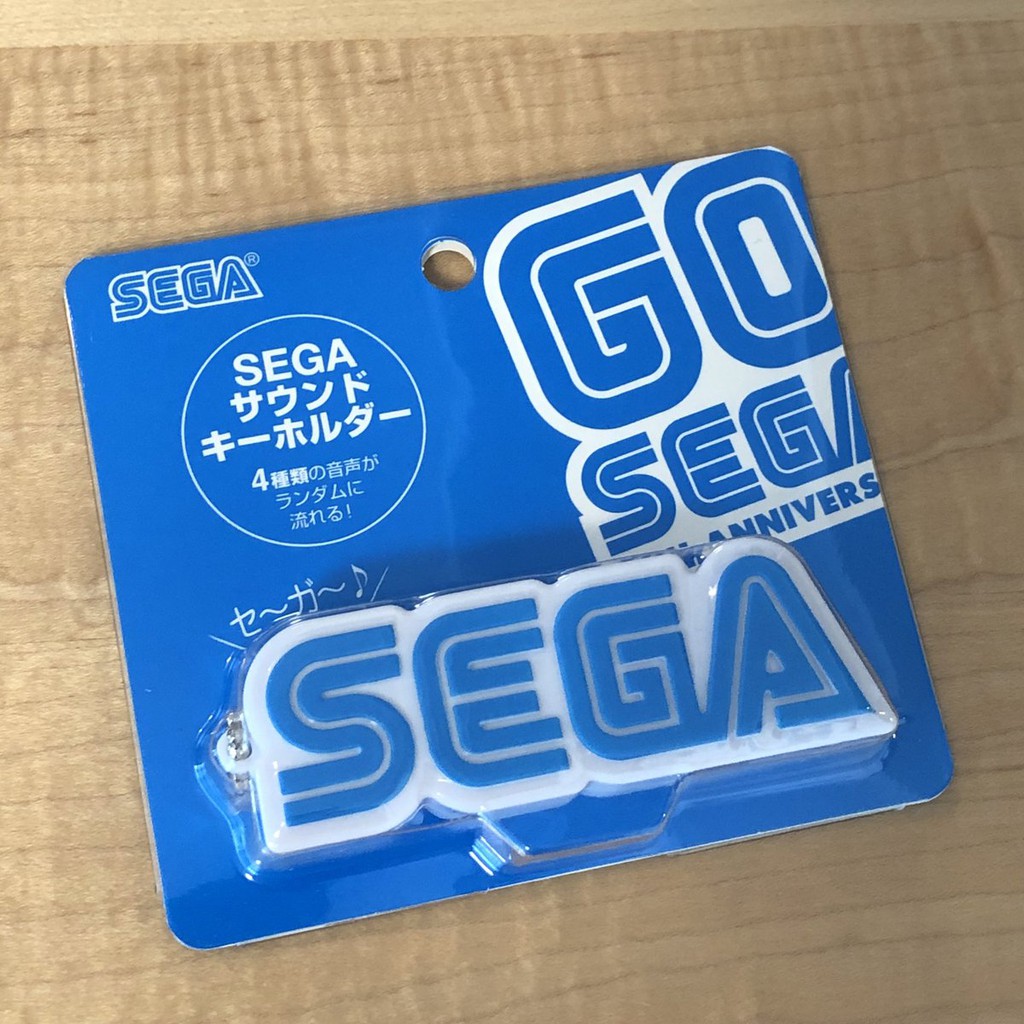 SEGA®
SEGA
サウンド
キーホルダー
4種類の音声が
ランダムに
流れる!
GO
SEGA
ANNIVERS
セ〜ガ〜♪
SEGA